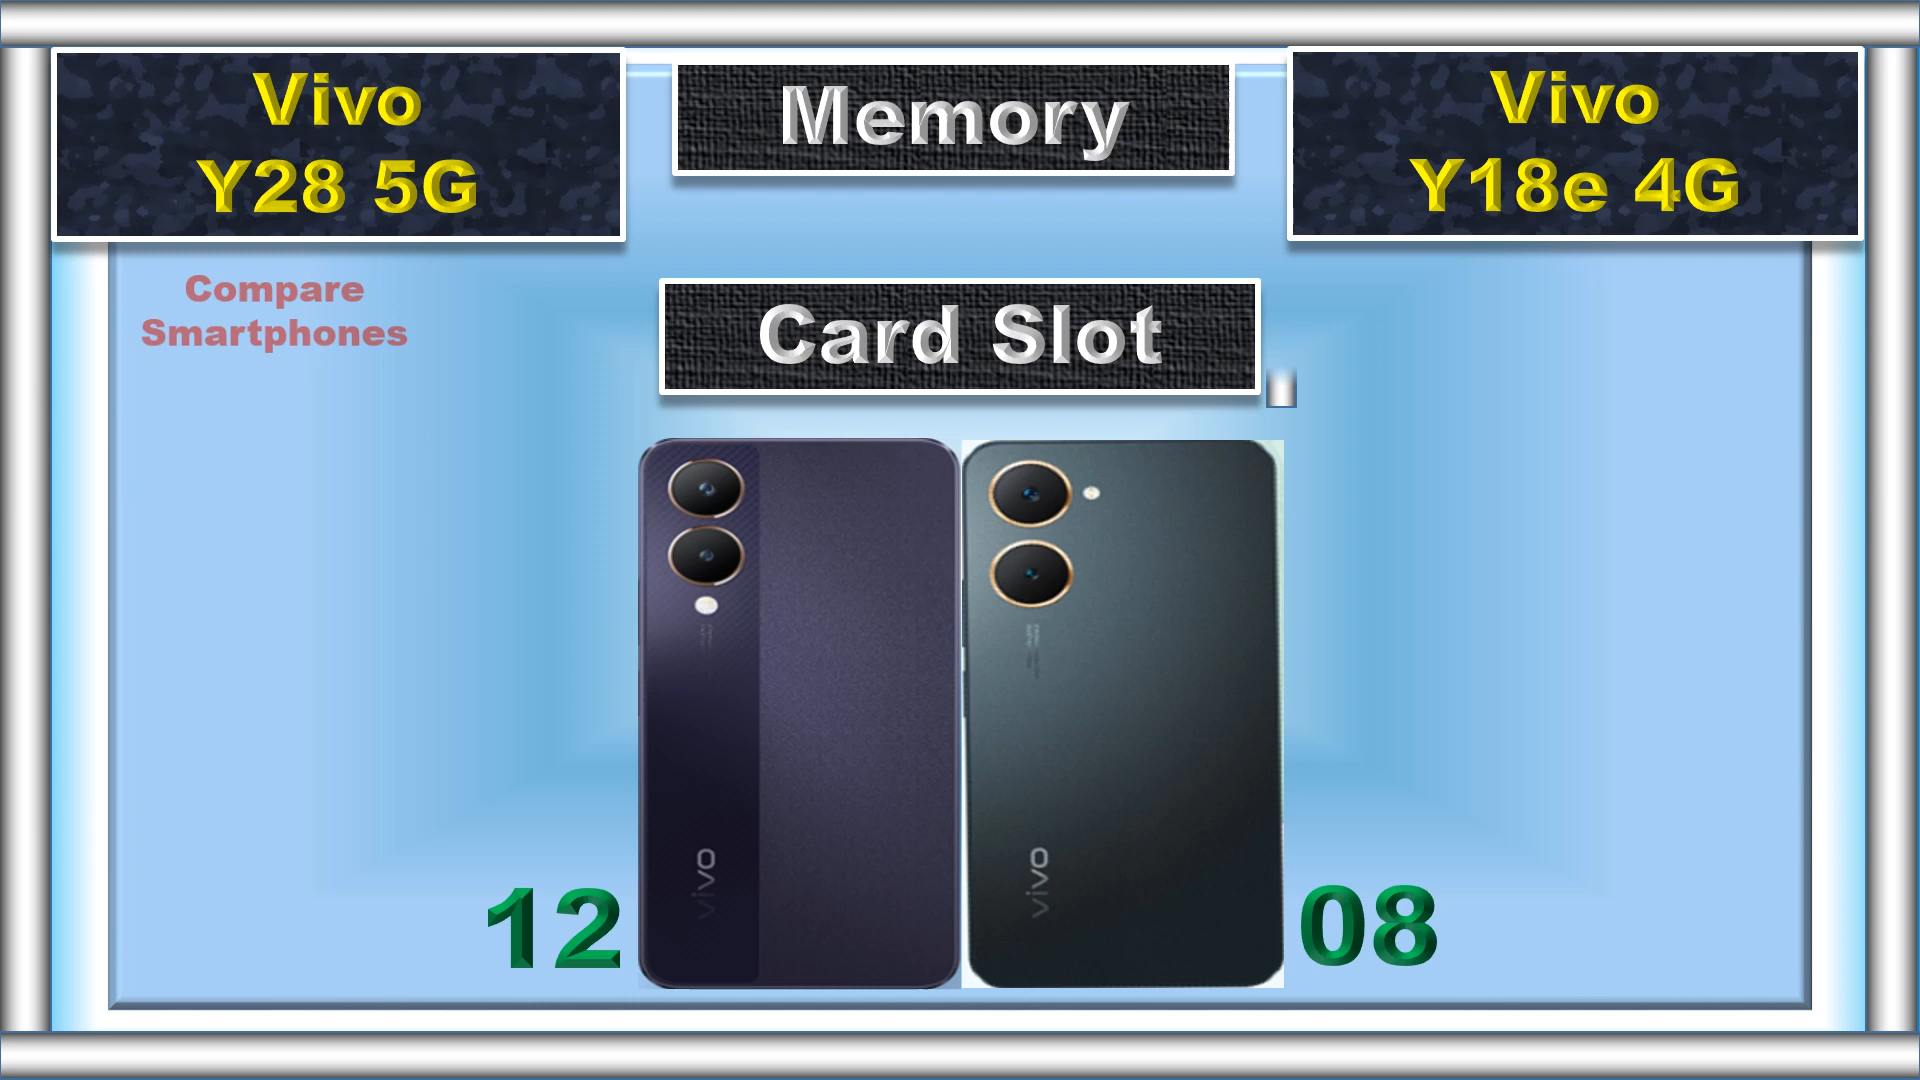 Vivo
Y28 5G
Memory
Vivo
Y18e 4G
Compare
Smartphones
Card Slot
vivo
vivo
12
08